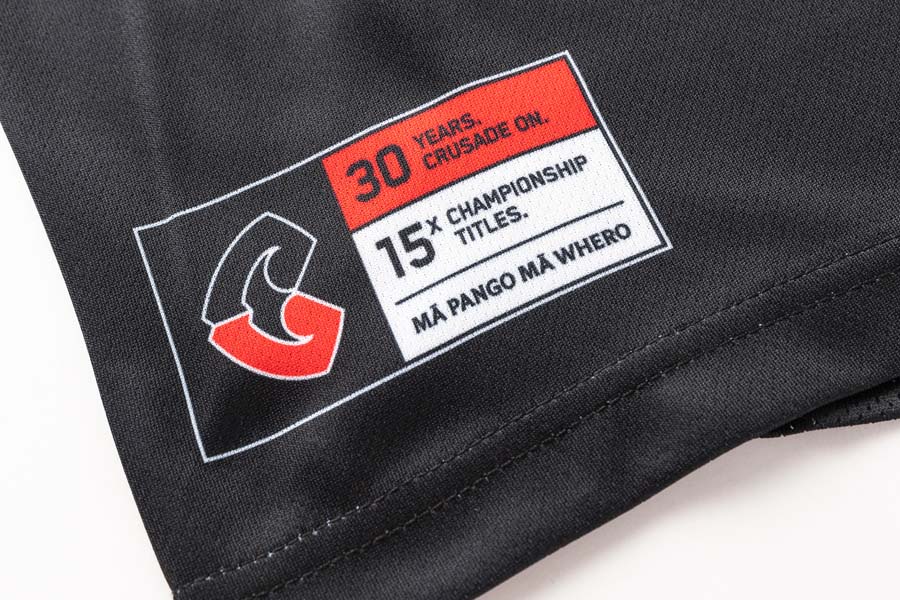 30 YEARS.
CRUSADE ON.
15X CHAMPIONSHIP
TITLES.
MĀ PANGO MĀ WHERO